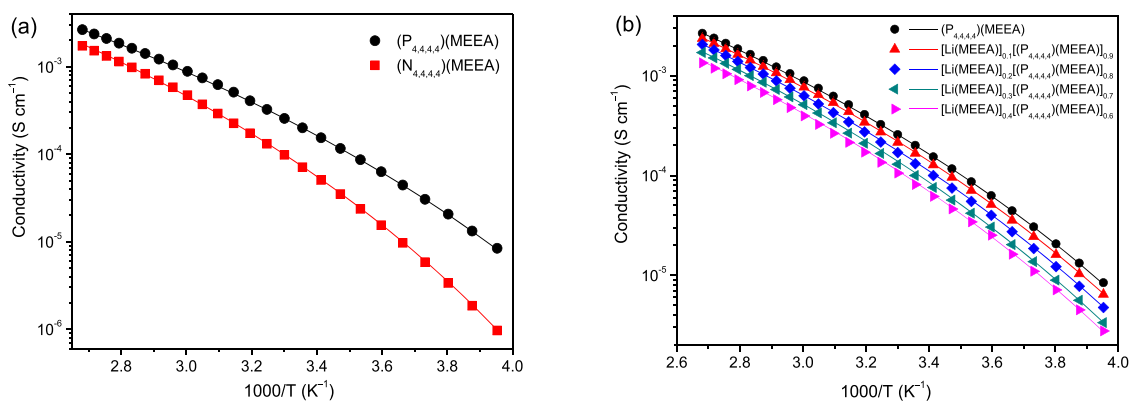 (a)
(P4,4,4,4)(MEEA)
(N4,4,4,4)(MEEA)
10⁻³
10⁻⁴
10⁻⁵
10⁻⁶
Conductivity (S cm⁻¹)
2.8 3.0 3.2 3.4 3.6 3.8 4.0
1000/T (K⁻¹)
(b)
(P4,4,4,4)(MEEA)
[Li(MEEA)]0.1[(P4,4,4,4)(MEEA)]0.9
[Li(MEEA)]0.2[(P4,4,4,4)(MEEA)]0.8
[Li(MEEA)]0.3[(P4,4,4,4)(MEEA)]0.7
[Li(MEEA)]0.4[(P4,4,4,4)(MEEA)]0.6
10⁻³
10⁻⁴
10⁻⁵
Conductivity (S cm⁻¹)
2.6 2.8 3.0 3.2 3.4 3.6 3.8 4.0
1000/T (K⁻¹)